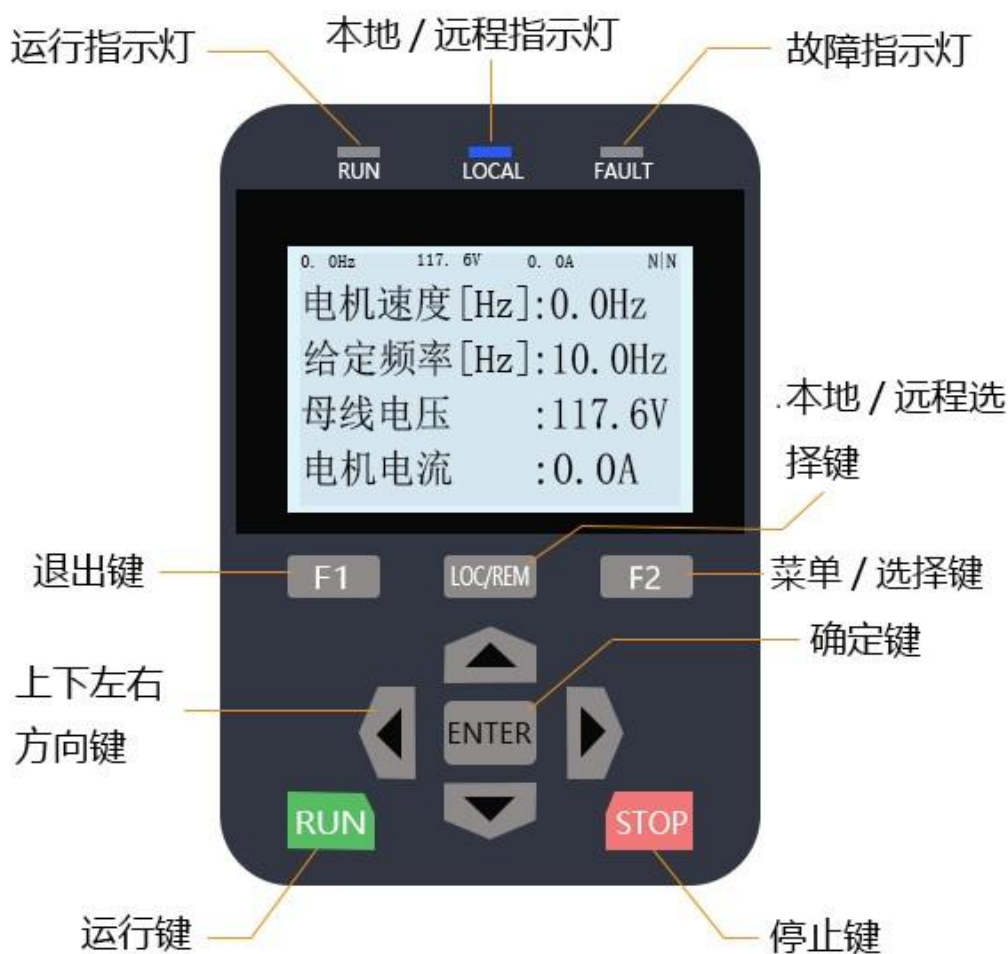 运行指示灯
本地 / 远程指示灯
故障指示灯
RUN
LOCAL
FAULT
0. 0Hz 117. 6V 0. 0A N|N
电机速度[Hz]:0.0Hz
给定频率[Hz]:10.0Hz
母线电压 :117.6V
电机电流 :0.0A
.本地 / 远程选
择键
退出键
F1
LOC/REM
F2
菜单 / 选择键
确定键
上下左右
方向键
ENTER
RUN
STOP
运行键
停止键